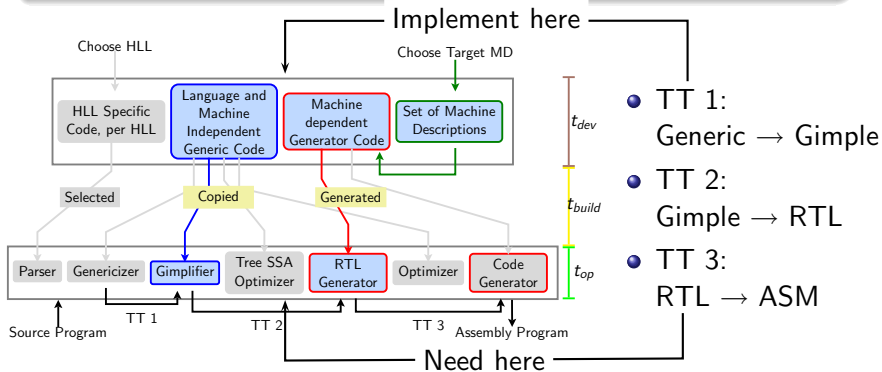 Implement here
Choose HLL
Choose Target MD
HLL Specific
Code, per HLL
Language and
Machine
Independent
Generic Code
Machine
dependent
Generator Code
Set of Machine
Descriptions
t_dev
TT 1:
Generic → Gimple
TT 2:
Gimple → RTL
TT 3:
RTL → ASM
Selected
Copied
Generated
t_build
Parser
Genericizer
Gimplifier
Tree SSA
Optimizer
RTL
Generator
Optimizer
Code
Generator
t_op
TT 1
TT 2
TT 3
Source Program
Assembly Program
Need here